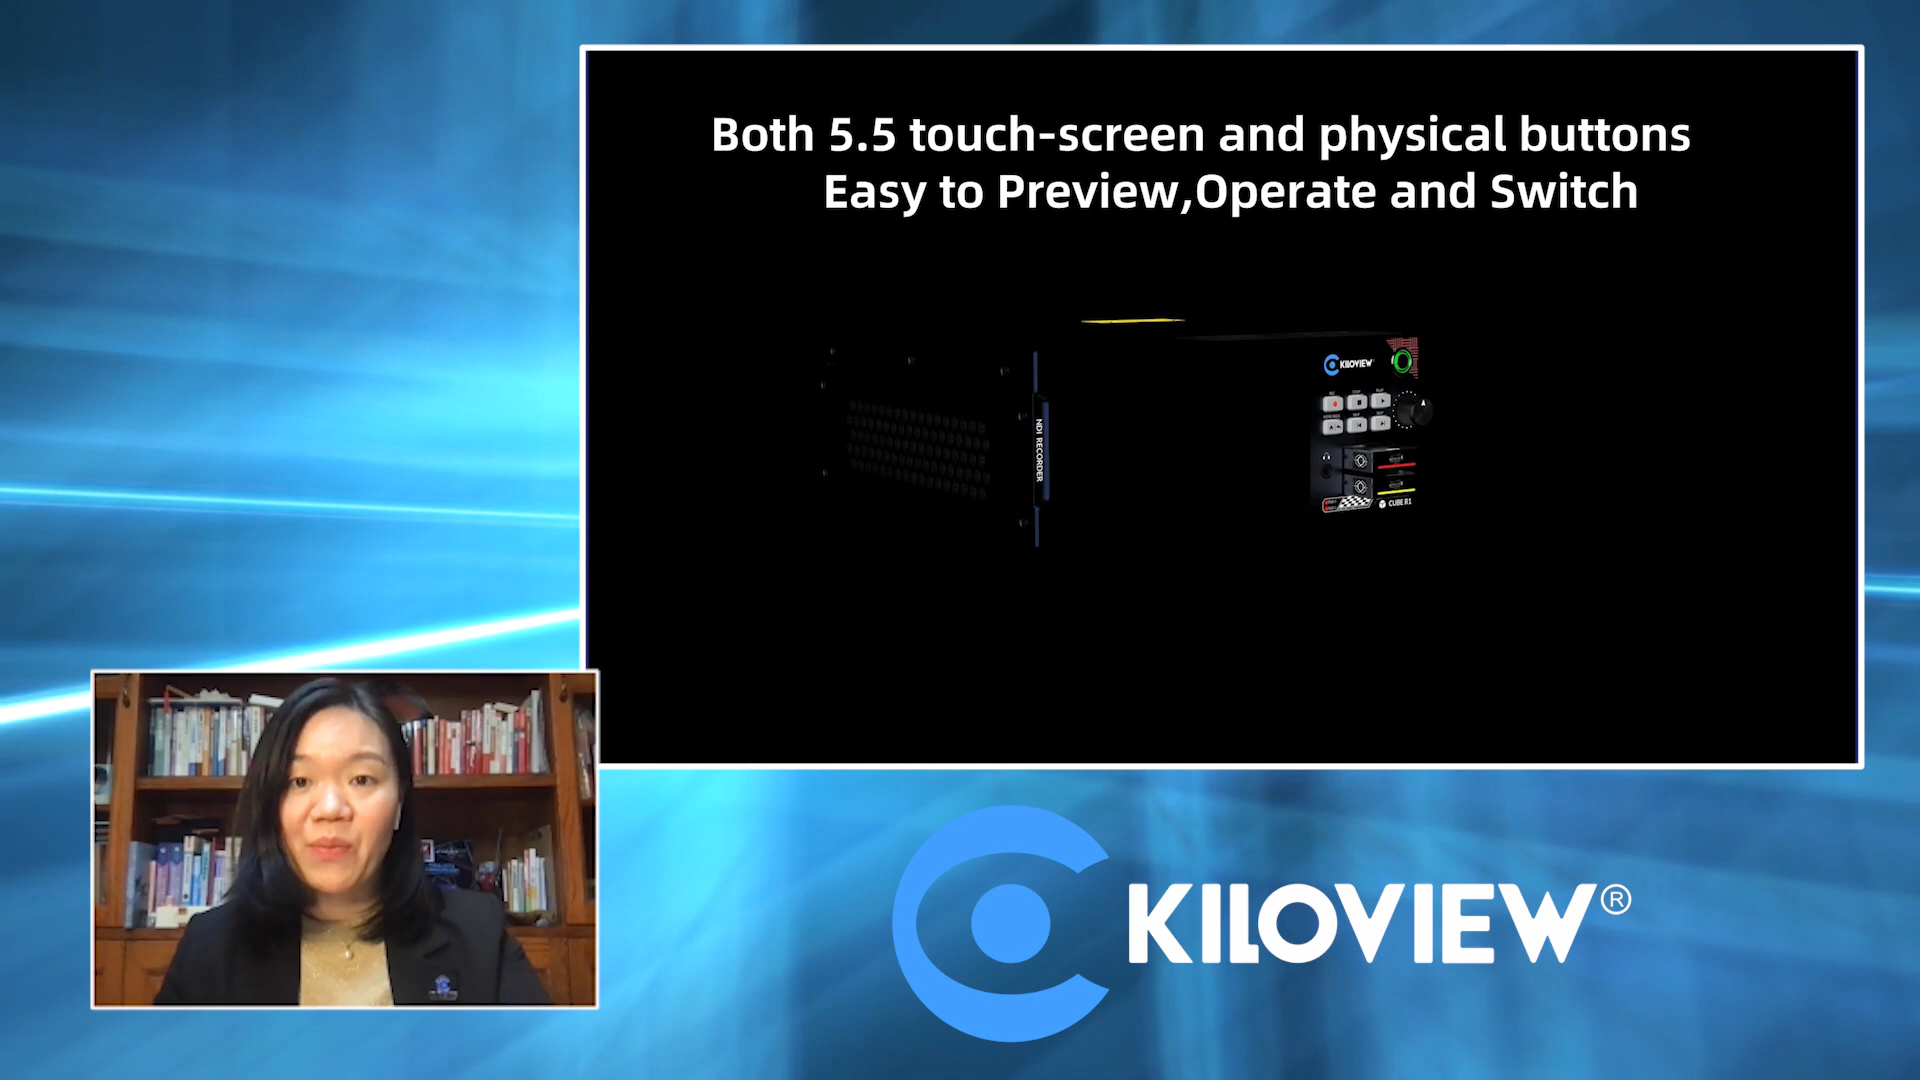 Both 5.5 touch-screen and physical buttons
Easy to Preview,Operate and Switch
KILOVIEW
NDI RECORDER
CUBE R1
KILOVIEW®